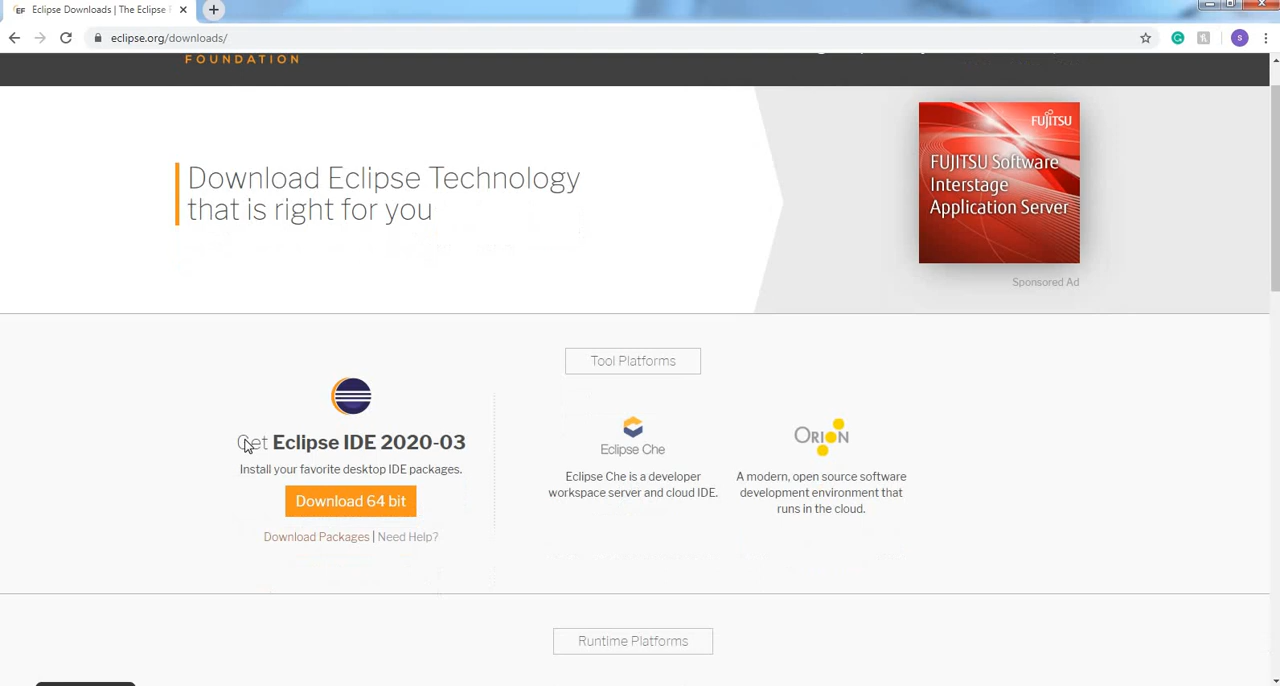 EF Eclipse Downloads | The Eclipse
eclipse.org/downloads/
S
FOUNDATION
Download Eclipse Technology
that is right for you
FUJITSU
FUJITSU Software
Interstage
Application Server
Sponsored Ad
Tool Platforms
Get Eclipse IDE 2020-03
Install your favorite desktop IDE packages.
Download 64 bit
Download Packages | Need Help?
Eclipse Che
Eclipse Che is a developer
workspace server and cloud IDE.
ORION
A modern, open source software
development environment that
runs in the cloud.
Runtime Platforms